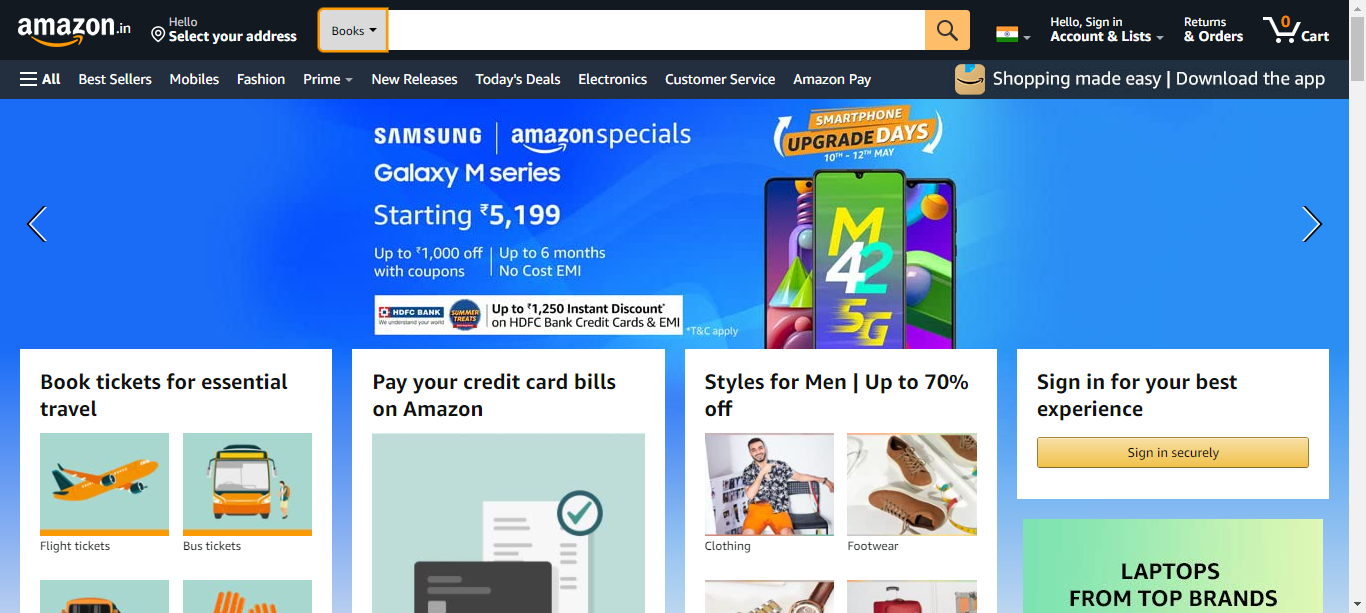 amazon.in
Hello
Select your address
Books
Hello, Sign in
Account & Lists
Returns
& Orders
0
Cart
All
Best Sellers
Mobiles
Fashion
Prime
New Releases
Today's Deals
Electronics
Customer Service
Amazon Pay
Shopping made easy | Download the app
SAMSUNG | amazonspecials
Galaxy M series
Starting ₹5,199
Up to ₹1,000 off
with coupons
Up to 6 months
No Cost EMI
HDFC BANK
We understand your world
SUMMER
TREATS
Up to ₹1,250 Instant Discount*
on HDFC Bank Credit Cards & EMI
*T&C apply
SMARTPHONE
UPGRADE DAYS
10TH - 12TH MAY
M
42
5G
Book tickets for essential
travel
Flight tickets
Bus tickets
Pay your credit card bills
on Amazon
Styles for Men | Up to 70%
off
Clothing
Footwear
Sign in for your best
experience
Sign in securely
LAPTOPS
FROM TOP BRANDS